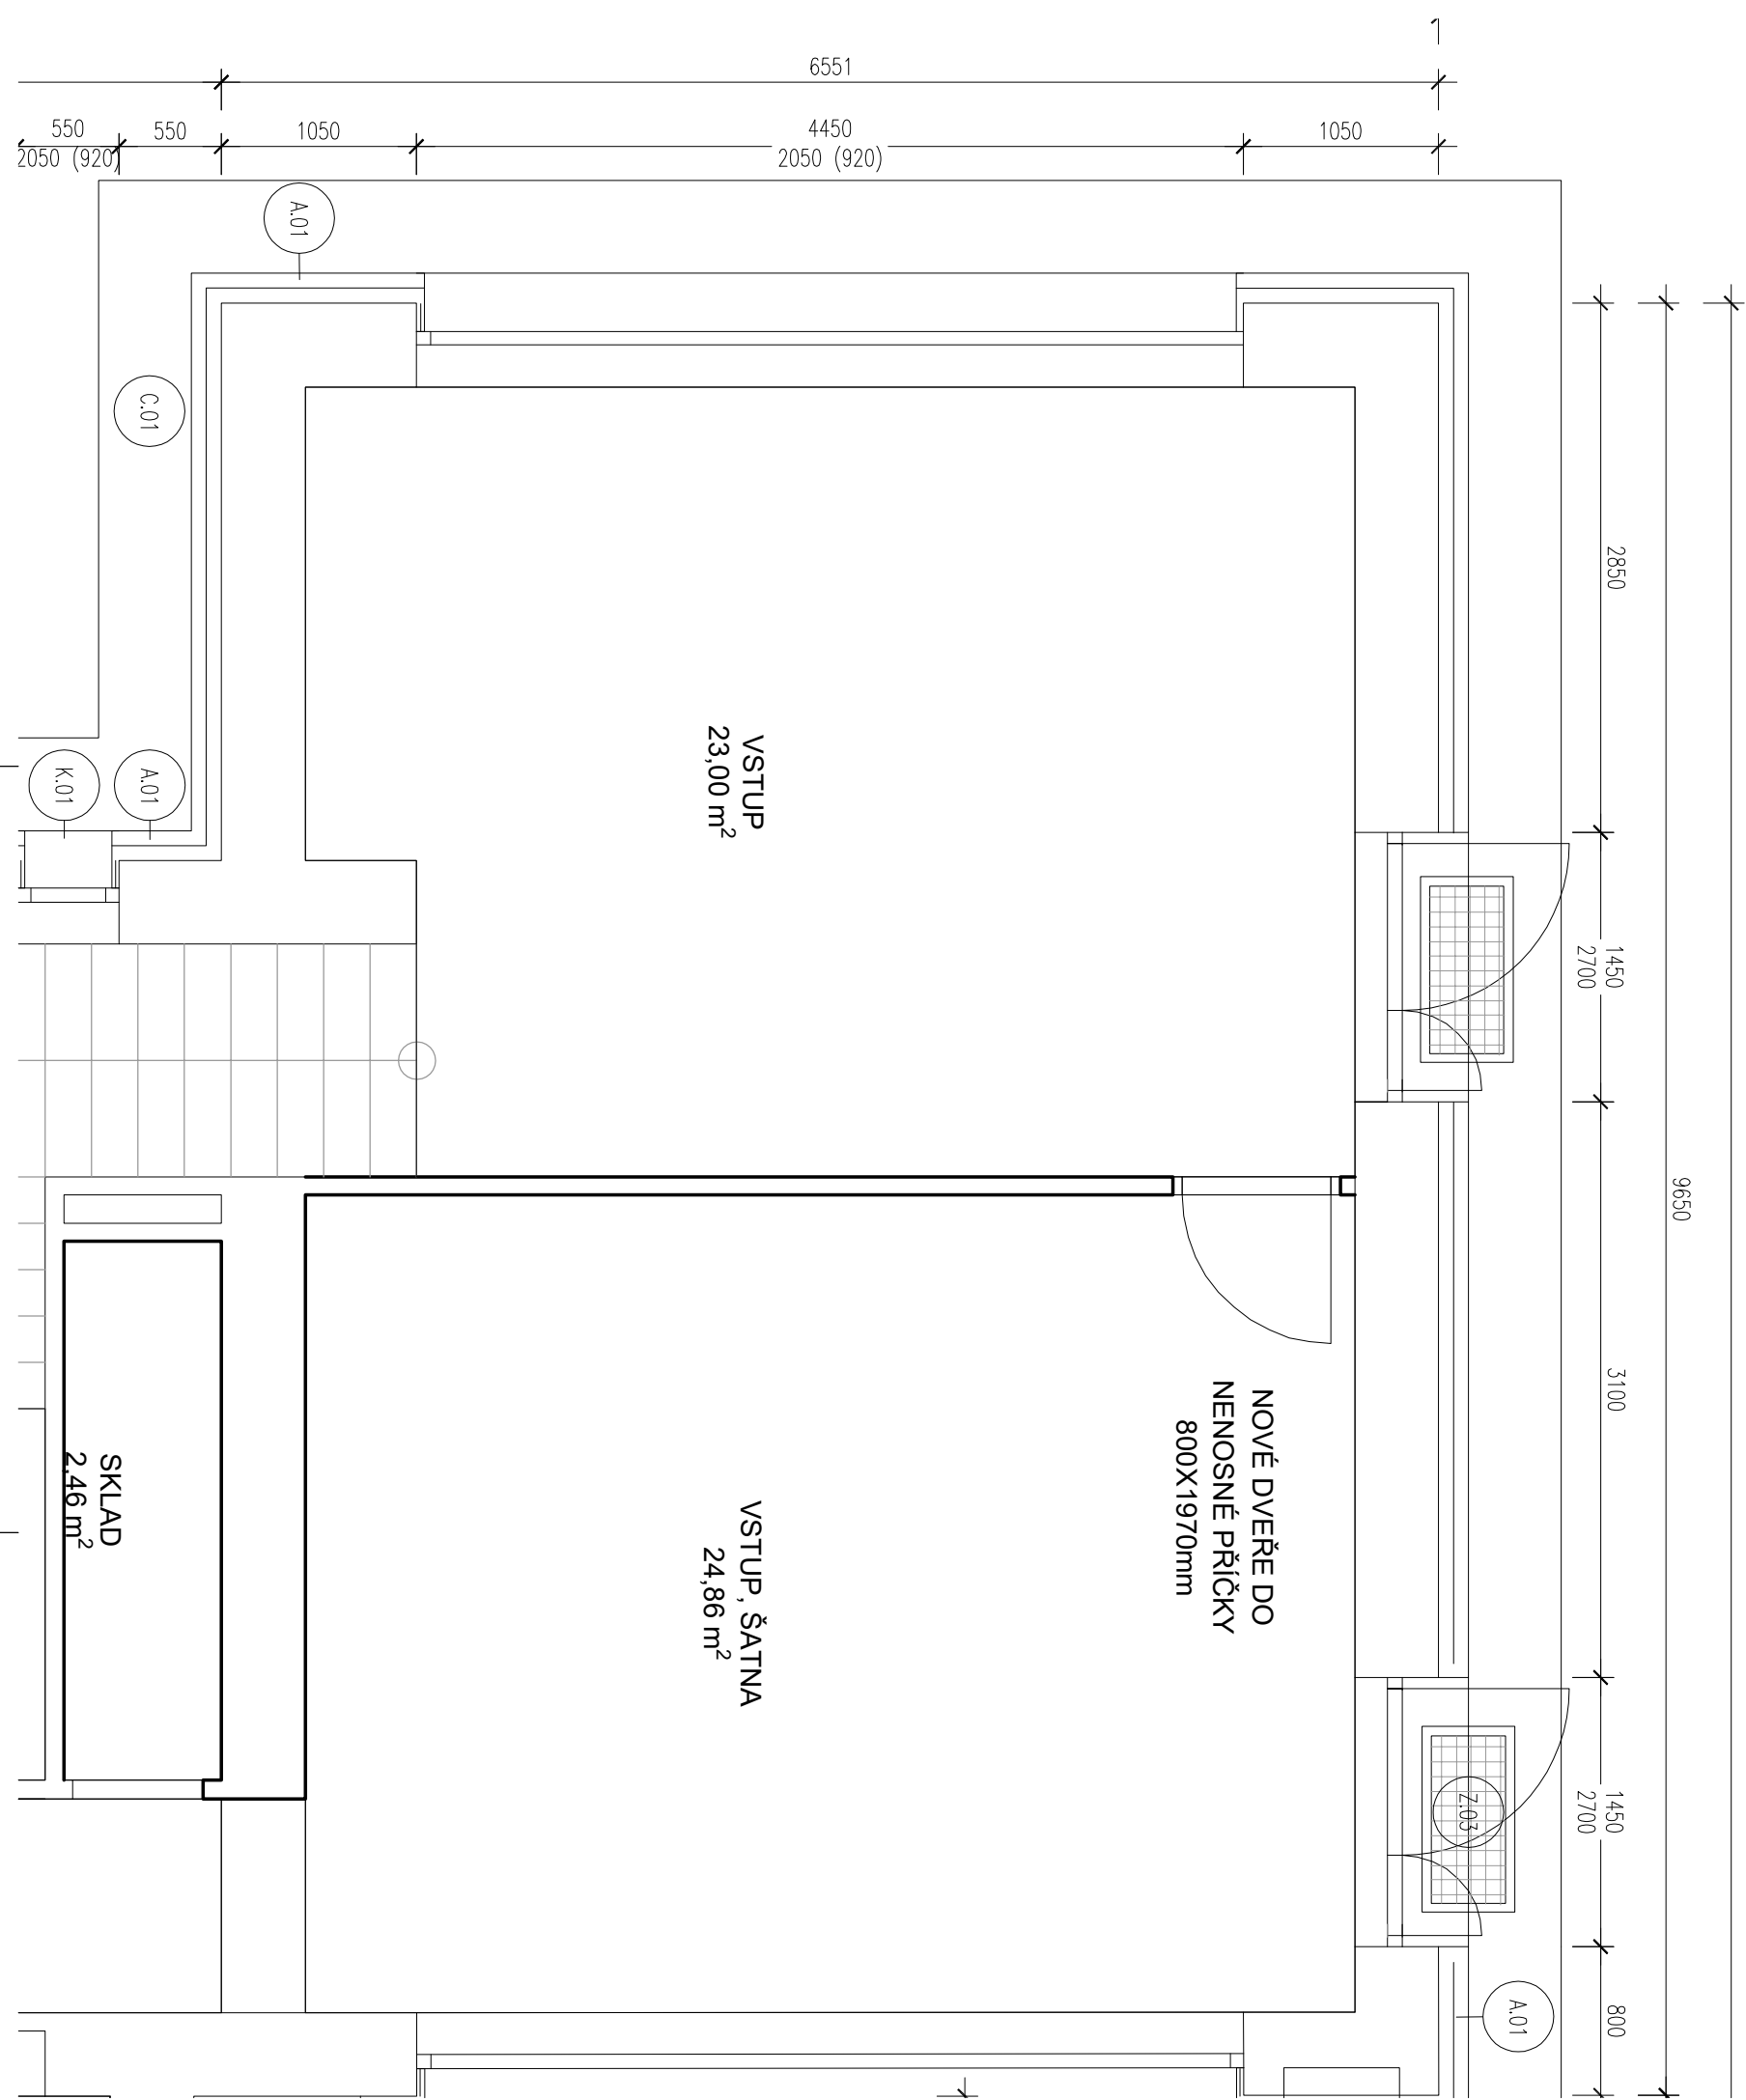 6551
550
550
1050
4450
1050
2050 (920)
2050 (920)
A.01
C.01
2850
VSTUP
23,00 m²
K.01
A.01
1450
2700
9650
3100
NOVÉ DVEŘE DO
NENOSNÉ PŘÍČKY
800X1970mm
SKLAD
2,46 m²
VSTUP, ŠATNA
24,86 m²
Z.03
1450
2700
A.01
800